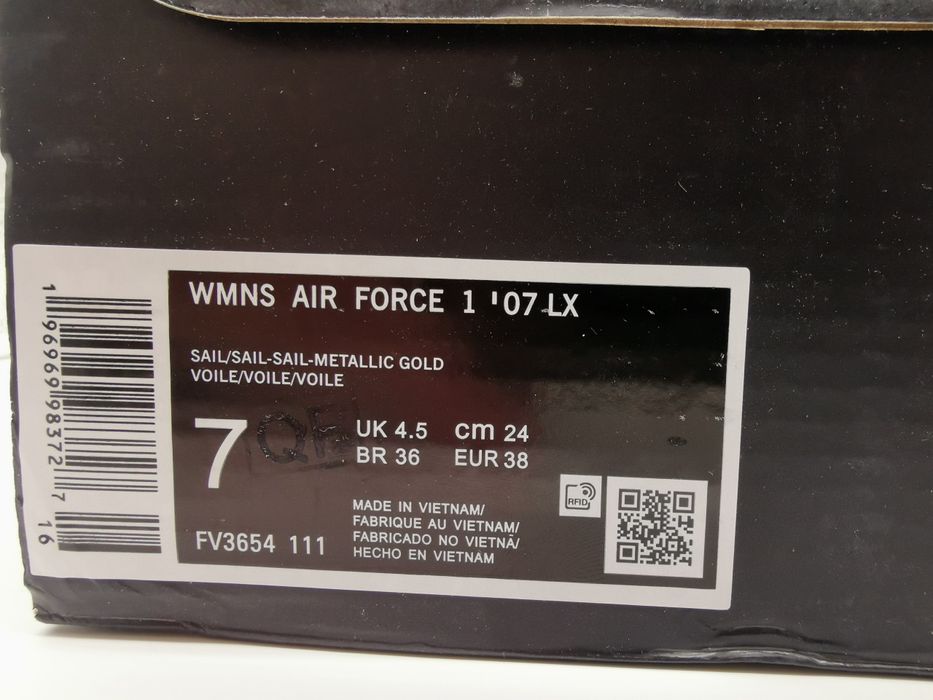 WMNS AIR FORCE 1 '07 LX
SAIL/SAIL-SAIL-METALLIC GOLD
VOILE/VOILE/VOILE
7
UK 4.5 cm 24
BR 36 EUR 38
MADE IN VIETNAM/
FABRIQUE AU VIETNAM/
FABRICADO NO VIETNÃ/
HECHO EN VIETNAM
FV3654 111
RFID
1 96969 98372 7
16